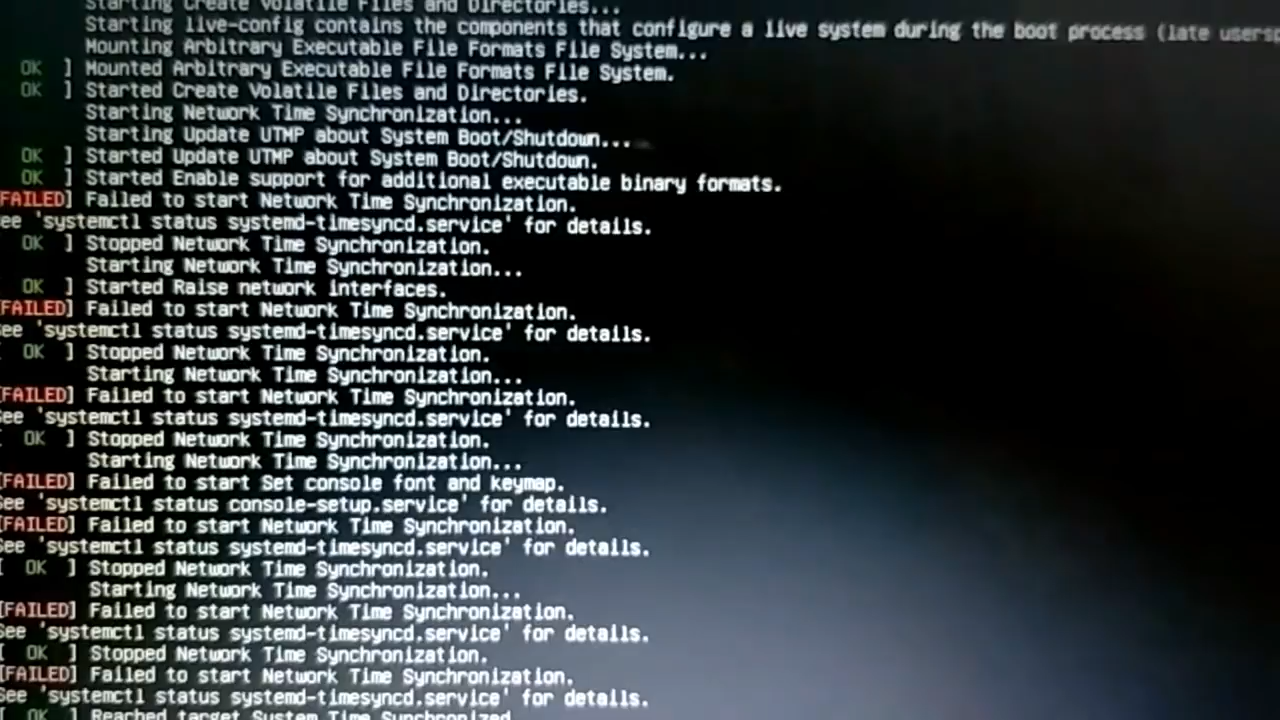 Starting Create Volatile Files and Directories...
Starting live-config contains the components that configure a live system during the boot process (late
Mounting Arbitrary Executable File Formats File System...
OK ] Mounted Arbitrary Executable File Formats File System.
OK ] Started Create Volatile Files and Directories.
Starting Network Time Synchronization...
Starting Update UTMP about System Boot/Shutdown...
OK ] Started Update UTMP about System Boot/Shutdown.
OK ] Started Enable support for additional executable binary formats.
[FAILED] Failed to start Network Time Synchronization.
See 'systemctl status systemd-timesyncd.service' for details.
OK ] Stopped Network Time Synchronization.
Starting Network Time Synchronization...
OK ] Started Raise network interfaces.
[FAILED] Failed to start Network Time Synchronization.
See 'systemctl status systemd-timesyncd.service' for details.
[ OK ] Stopped Network Time Synchronization.
Starting Network Time Synchronization...
[FAILED] Failed to start Network Time Synchronization.
See 'systemctl status systemd-timesyncd.service' for details.
[ OK ] Stopped Network Time Synchronization.
Starting Network Time Synchronization...
[FAILED] Failed to start Set console font and keymap.
See 'systemctl status console-setup.service' for details.
[FAILED] Failed to start Network Time Synchronization.
See 'systemctl status systemd-timesyncd.service' for details.
[ OK ] Stopped Network Time Synchronization.
Starting Network Time Synchronization...
[FAILED] Failed to start Network Time Synchronization.
See 'systemctl status systemd-timesyncd.service' for details.
[ OK ] Stopped Network Time Synchronization.
[FAILED] Failed to start Network Time Synchronization.
See 'systemctl status systemd-timesyncd.service' for details.
[ OK ] Reached target System Time Synchronized.